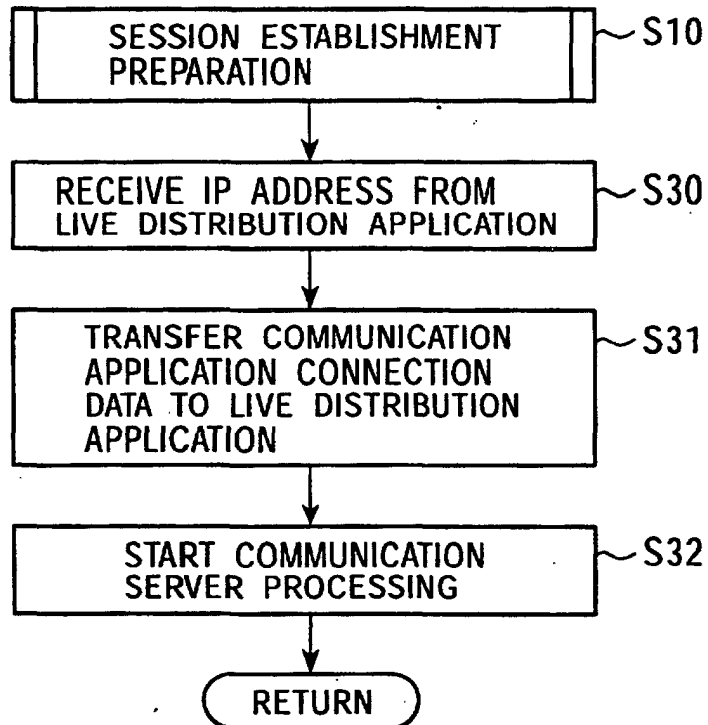 SESSION ESTABLISHMENT
PREPARATION
S10
RECEIVE IP ADDRESS FROM
LIVE DISTRIBUTION APPLICATION
S30
TRANSFER COMMUNICATION
APPLICATION CONNECTION
DATA TO LIVE DISTRIBUTION
APPLICATION
S31
START COMMUNICATION
SERVER PROCESSING
S32
RETURN